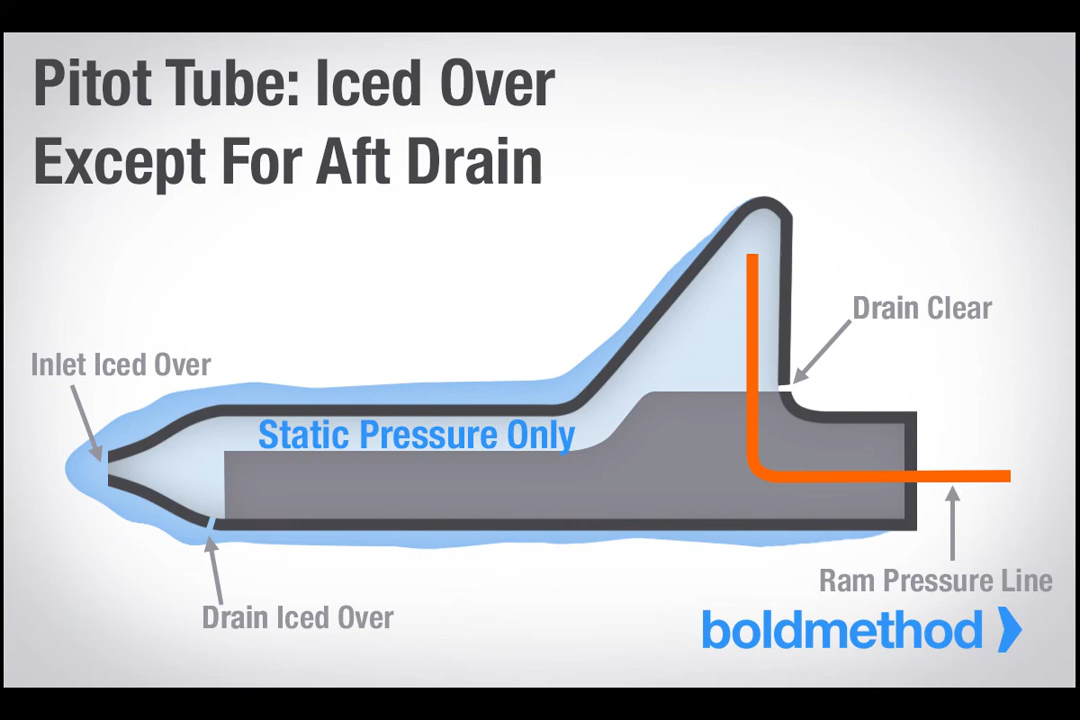 Pitot Tube: Iced Over
Except For Aft Drain
Drain Clear
Inlet Iced Over
Static Pressure Only
Ram Pressure Line
Drain Iced Over
boldmethod